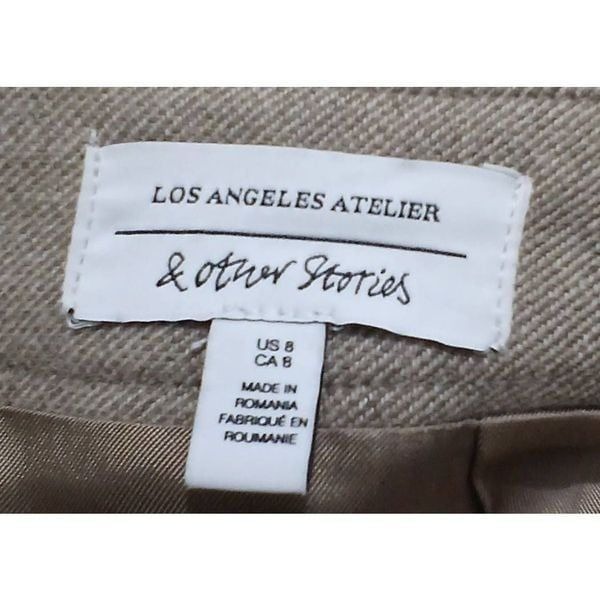 LOS ANGELES ATELIER
& other Stories
US 8
CA 8
MADE IN
ROMANIA
FABRIQUÉ EN
ROUMANIE